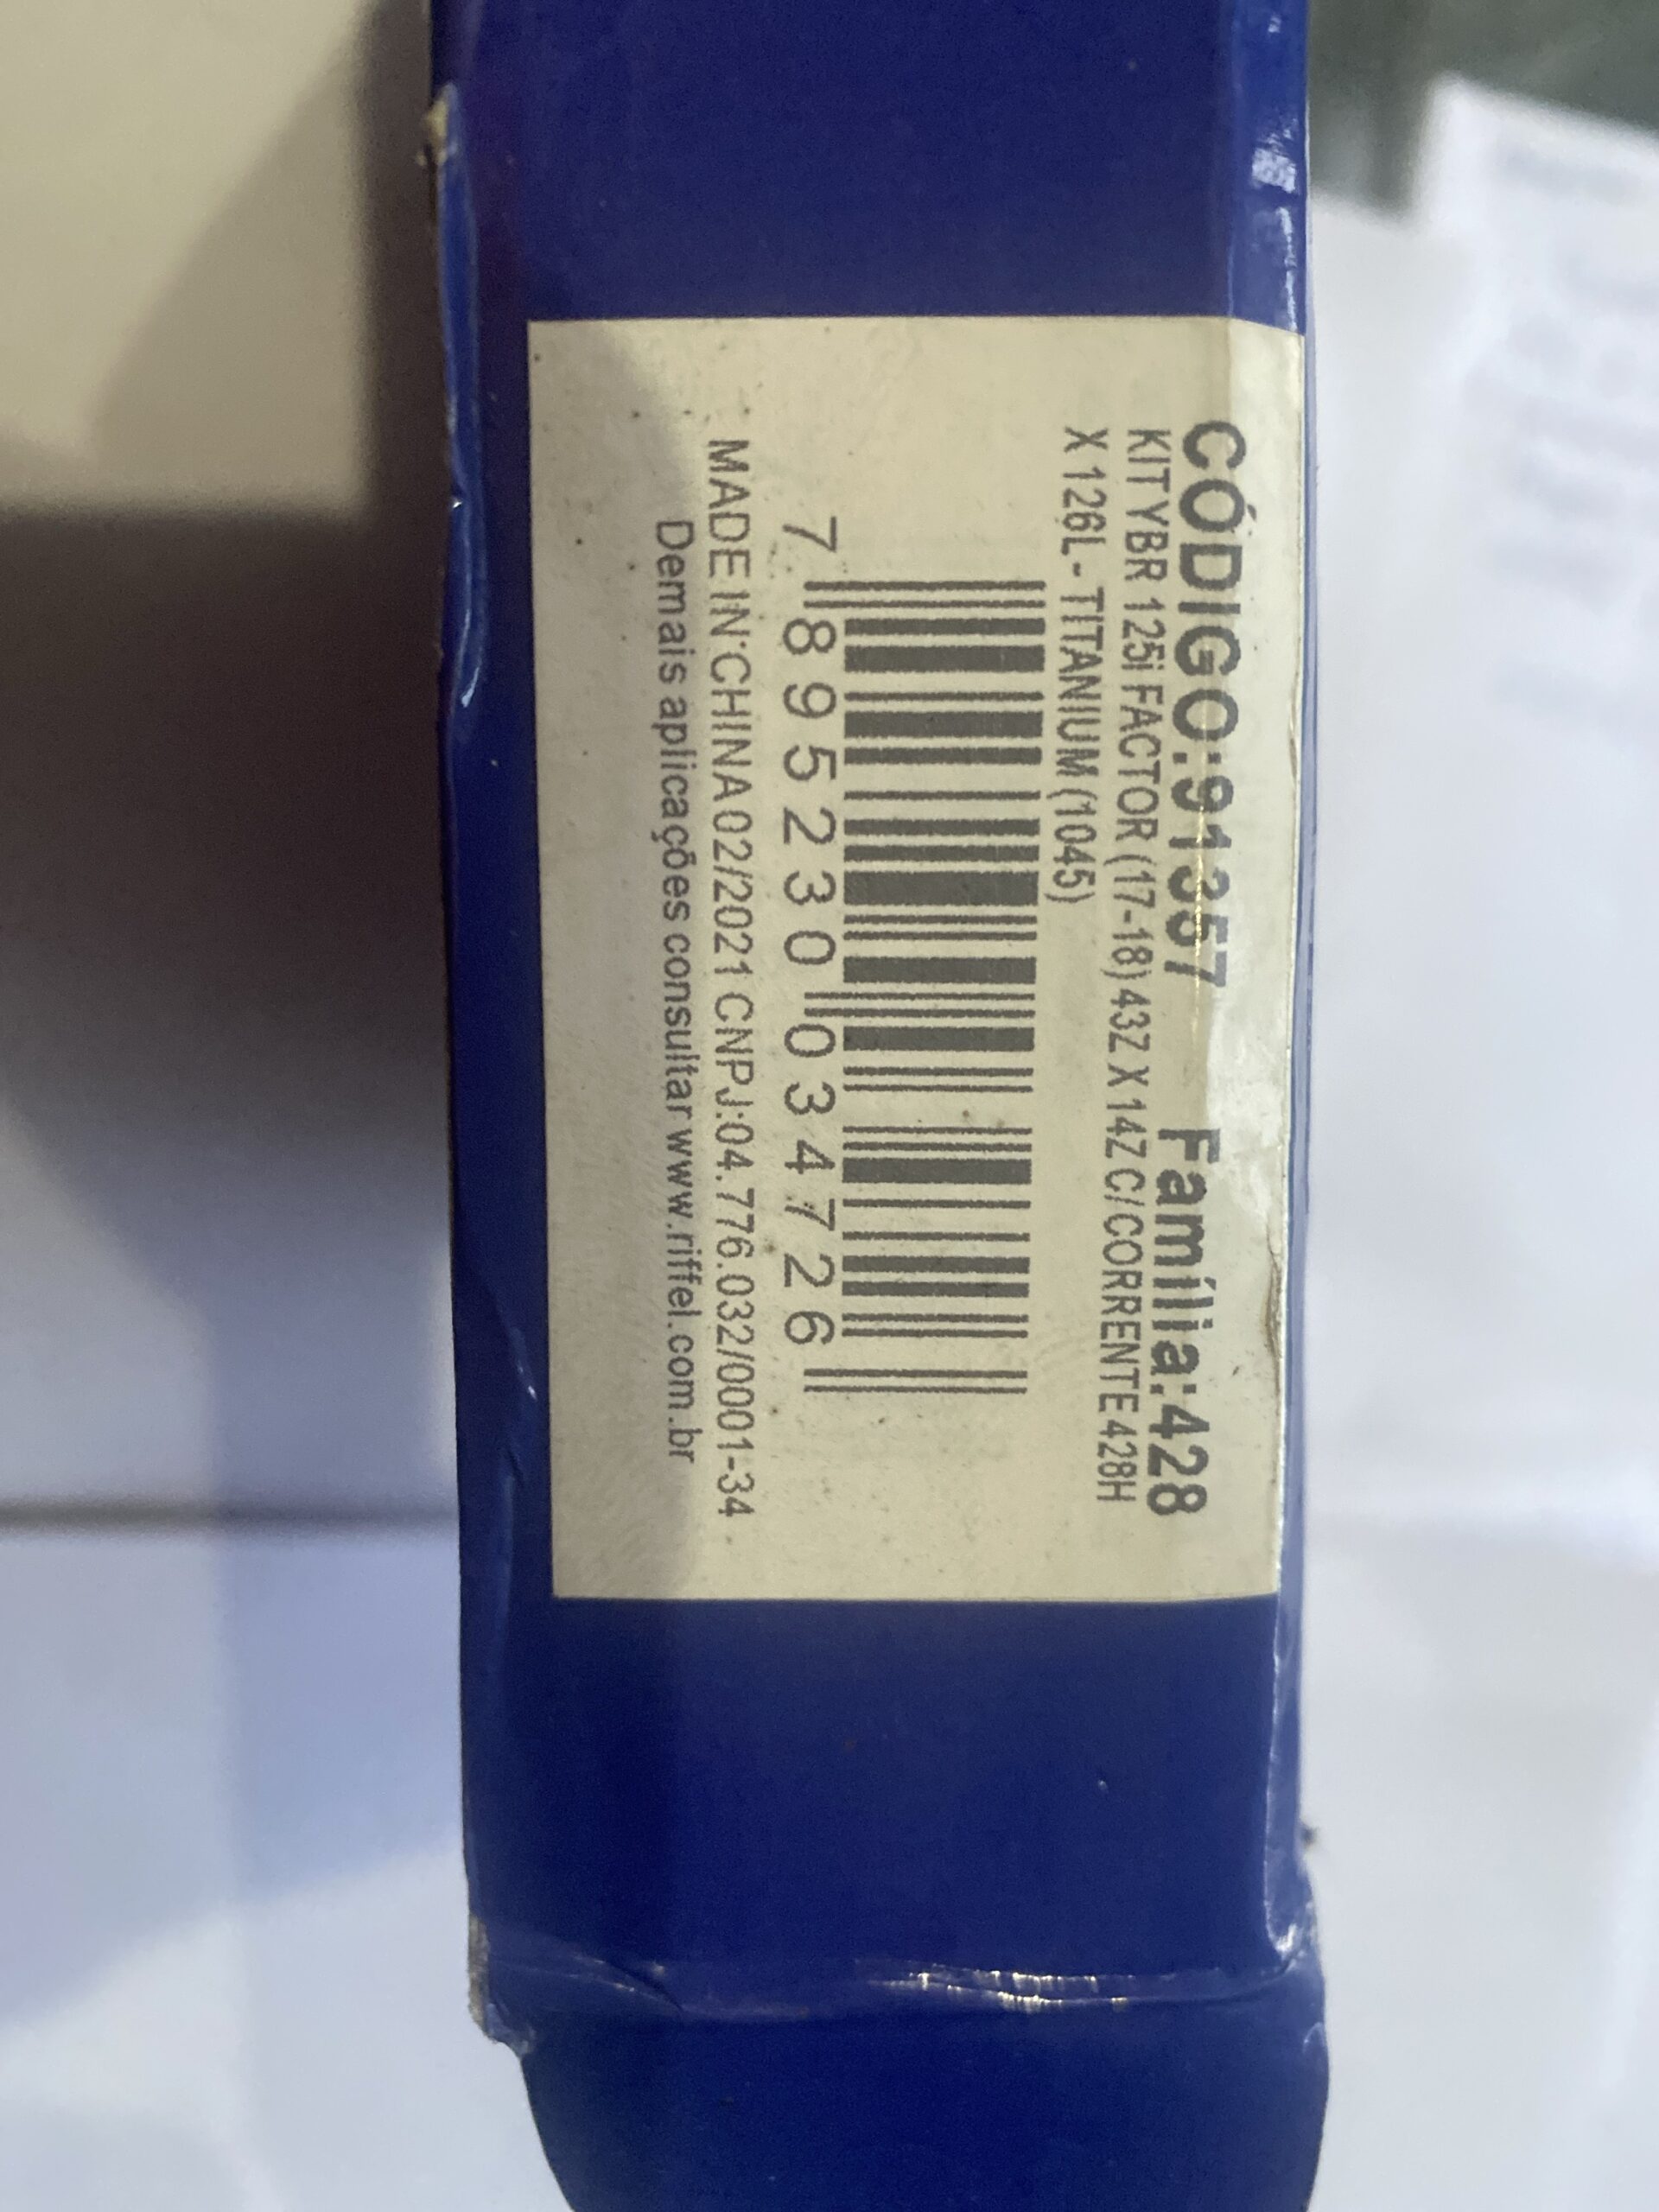 CÓDIGO:91357 Família:428
KIT YBR 125i FACTOR (17-18) 43Z X 14Z C/CORRENTE 428H
X 126L - TITANIUM (1045)
7 895230 034726
MADE IN:CHINA 02/2021 CNPJ:04.776.032/0001-34
Demais aplicações consultar www.riffel.com.br